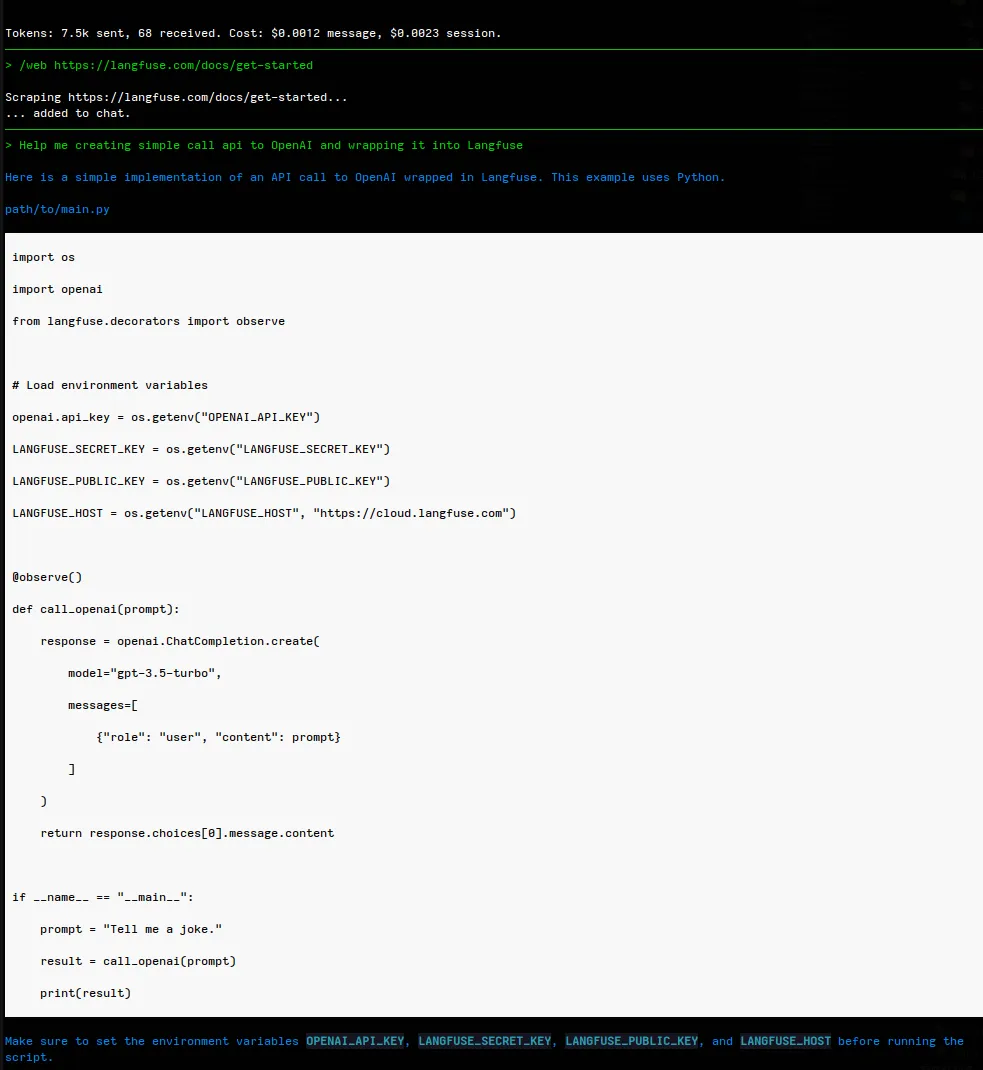 Tokens: 7.5k sent, 68 received. Cost: $0.0012 message, $0.0023 session.
> /web https://langfuse.com/docs/get-started
Scraping https://langfuse.com/docs/get-started...
... added to chat.
> Help me creating simple call api to OpenAI and wrapping it into Langfuse
Here is a simple implementation of an API call to OpenAI wrapped in Langfuse. This example uses Python.
path/to/main.py
import os
import openai
from langfuse.decorators import observe
# Load environment variables
openai.api_key = os.getenv("OPENAI_API_KEY")
LANGFUSE_SECRET_KEY = os.getenv("LANGFUSE_SECRET_KEY")
LANGFUSE_PUBLIC_KEY = os.getenv("LANGFUSE_PUBLIC_KEY")
LANGFUSE_HOST = os.getenv("LANGFUSE_HOST", "https://cloud.langfuse.com")
@observe()
def call_openai(prompt):
    response = openai.ChatCompletion.create(
        model="gpt-3.5-turbo",
        messages=[
            {"role": "user", "content": prompt}
        ]
    )
    return response.choices[0].message.content
if __name__ == "__main__":
    prompt = "Tell me a joke."
    result = call_openai(prompt)
    print(result)
Make sure to set the environment variables OPENAI_API_KEY, LANGFUSE_SECRET_KEY, LANGFUSE_PUBLIC_KEY, and LANGFUSE_HOST before running the
script.